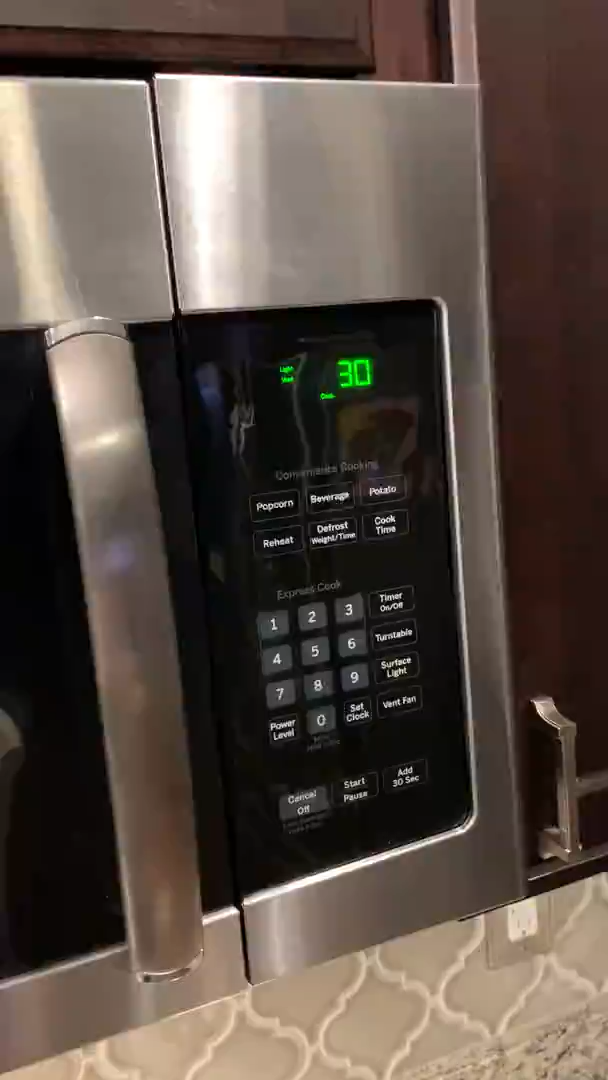 Light
30
Cook
Convenience Cooking
Popcorn
Beverage
Potato
Reheat
Defrost
Weight/Time
Cook
Time
Express Cook
1
2
3
Timer
On/Off
4
5
6
Turntable
7
8
9
Surface
Light
Power
Level
0
Set
Clock
Vent Fan
Cancel
Off
Start
Pause
Add
30 Sec